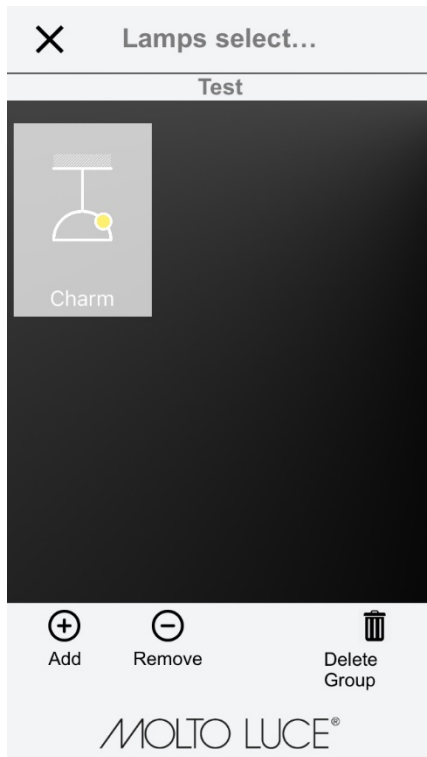 Lamps select…
Test
Charm
Add
Remove
Delete
Group
MOLTO LUCE®